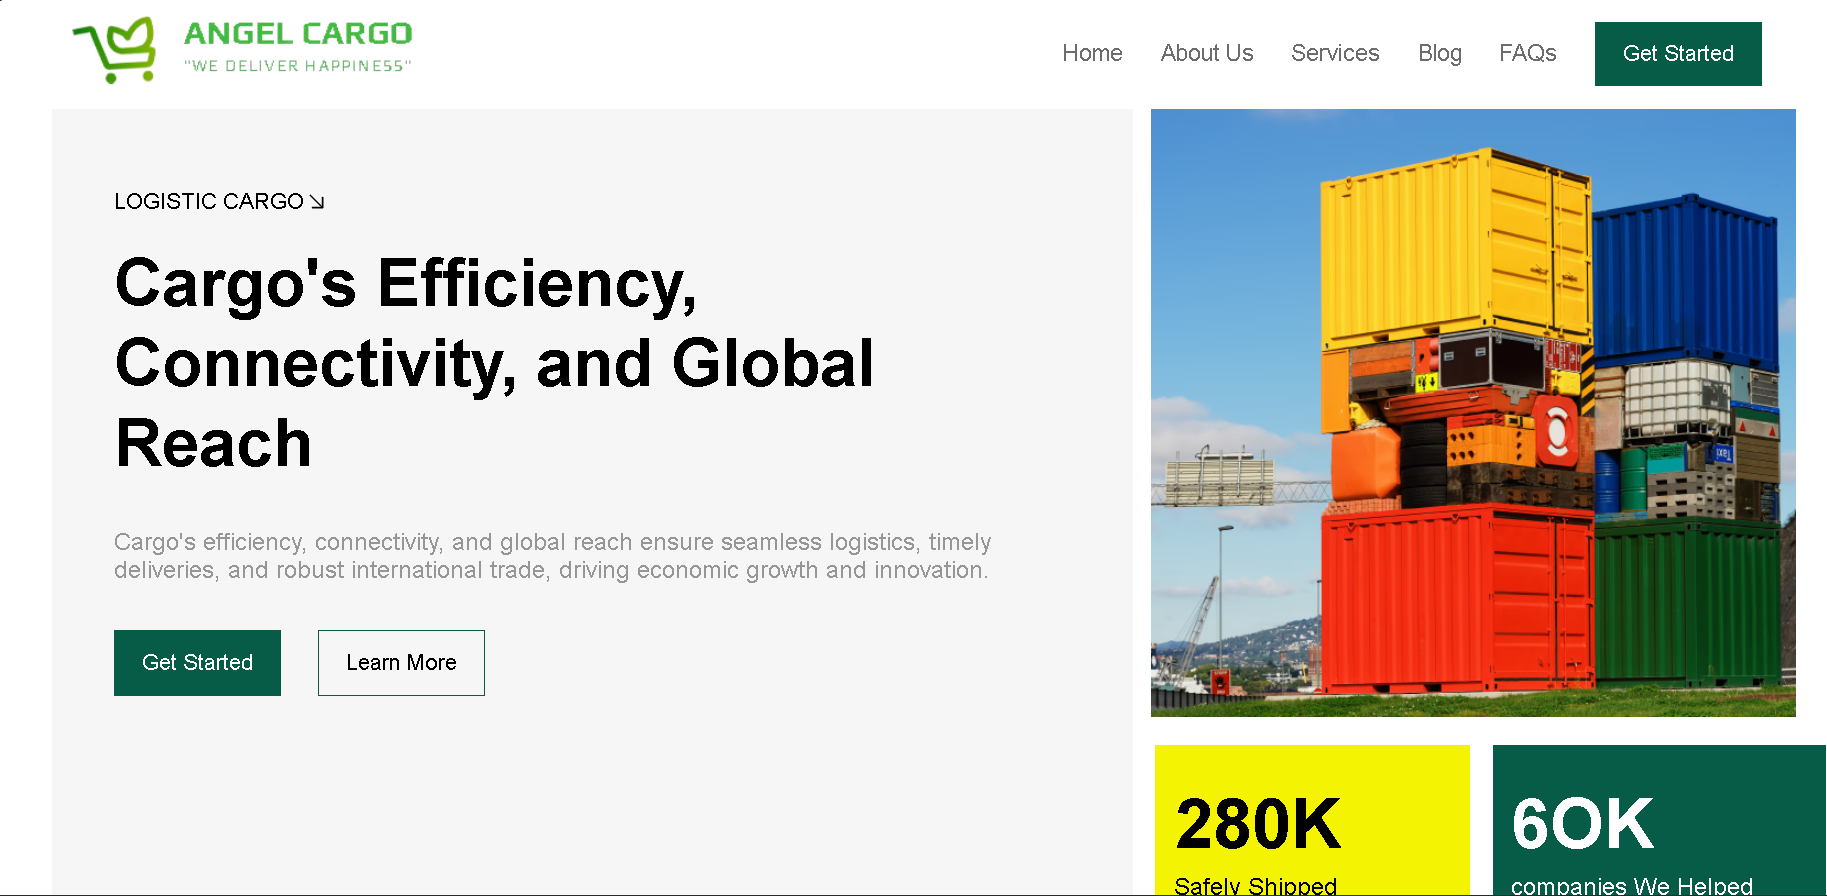 ANGEL CARGO
"WE DELIVER HAPPINESS"
Home About Us Services Blog FAQs Get Started
LOGISTIC CARGO
Cargo's Efficiency,
Connectivity, and Global
Reach
Cargo's efficiency, connectivity, and global reach ensure seamless logistics, timely
deliveries, and robust international trade, driving economic growth and innovation.
Get Started Learn More
Taxi
280K
Safely Shipped
6OK
companies We Helped